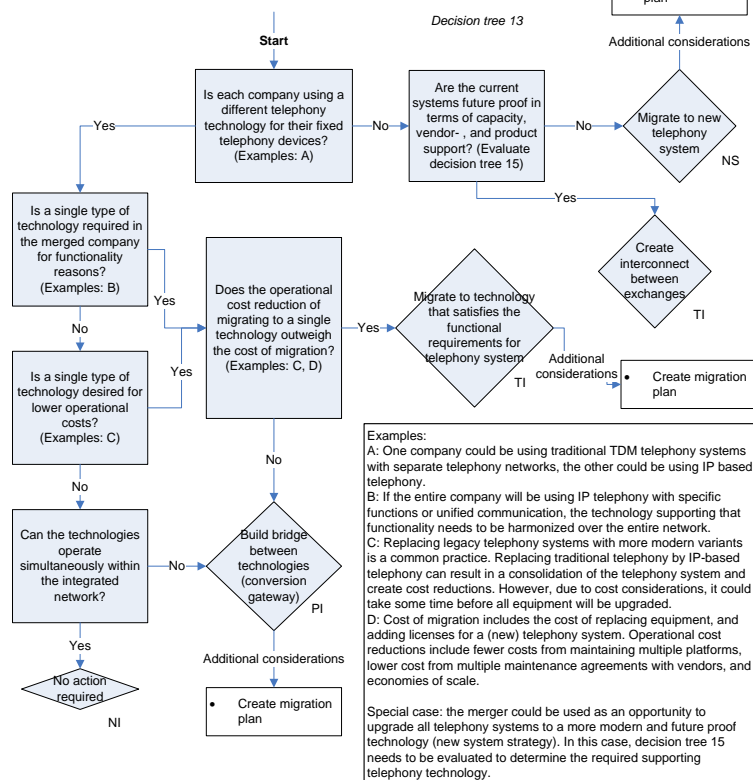 plan
Decision tree 13
Start
Additional considerations
Is each company using a
different telephony
technology for their fixed
telephony devices?
(Examples: A)
Yes
No
Are the current
systems future proof in
terms of capacity,
vendor- , and product
support? (Evaluate
decision tree 15)
No
Migrate to new
telephony
system
NS
Yes
Create
interconnect
between
exchanges
TI
Is a single type of
technology required in
the merged company
for functionality
reasons?
(Examples: B)
Yes
No
Does the operational
cost reduction of
migrating to a single
technology outweigh
the cost of migration?
(Examples: C, D)
Yes
Migrate to technology
that satisfies the
functional
requirements for
telephony system
TI
Additional
considerations
• Create migration
plan
Is a single type of
technology desired for
lower operational
costs?
(Examples: C)
Yes
No
No
Can the technologies
operate
simultaneously within
the integrated
network?
No
Build bridge
between
technologies
(conversion
gateway)
PI
Yes
No action
required
NI
Additional considerations
• Create migration
plan
Examples:
A: One company could be using traditional TDM telephony systems
with separate telephony networks, the other could be using IP based
telephony.
B: If the entire company will be using IP telephony with specific
functions or unified communication, the technology supporting that
functionality needs to be harmonized over the entire network.
C: Replacing legacy telephony systems with more modern variants
is a common practice. Replacing traditional telephony by IP-based
telephony can result in a consolidation of the telephony system and
create cost reductions. However, due to cost considerations, it could
take some time before all equipment will be upgraded.
D: Cost of migration includes the cost of replacing equipment, and
adding licenses for a (new) telephony system. Operational cost
reductions include fewer costs from maintaining multiple platforms,
lower cost from multiple maintenance agreements with vendors, and
economies of scale.
Special case: the merger could be used as an opportunity to
upgrade all telephony systems to a more modern and future proof
technology (new system strategy). In this case, decision tree 15
needs to be evaluated to determine the required supporting
telephony technology.